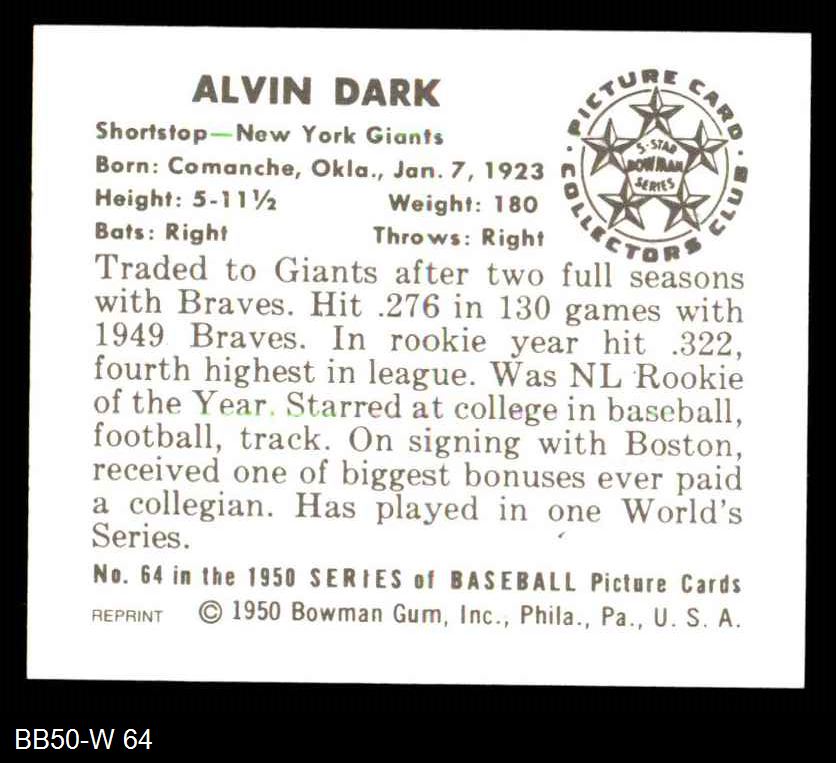 ALVIN DARK
Shortstop—New York Giants
Born: Comanche, Okla., Jan. 7, 1923
Height: 5-11½ Weight: 180
Bats: Right Throws: Right
PICTURE CARD
COLLECTORS CLUB
5-STAR
BOWMAN
SERIES
Traded to Giants after two full seasons
with Braves. Hit .276 in 130 games with
1949 Braves. In rookie year hit .322,
fourth highest in league. Was NL Rookie
of the Year. Starred at college in baseball,
football, track. On signing with Boston,
received one of biggest bonuses ever paid
a collegian. Has played in one World's
Series.
No. 64 in the 1950 SERIES of BASEBALL Picture Cards
REPRINT © 1950 Bowman Gum, Inc., Phila., Pa., U. S. A.
BB50-W 64